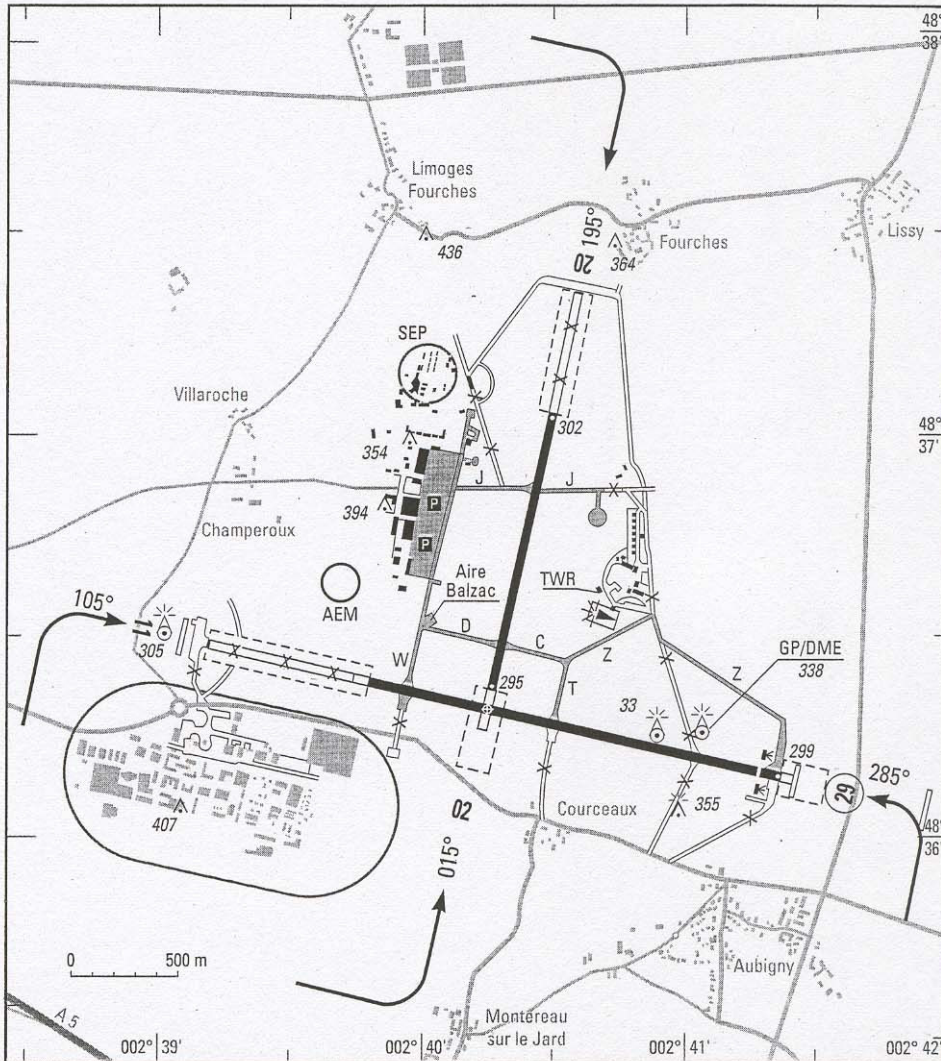 48°
38'
Limoges
Fourches
20 195°
436
364
Fourches
Lissy
SEP
Villaroche
302
48°
37'
354
J
J
P
394
Champeroux
P
Aire
Balzac
TWR
105°
AEM
11
305
D
C
Z
GP/DME
338
W
T
Z
295
33
299
285°
29
407
02
Courceaux
355
48°
36'
015°
0 500 m
Aubigny
A 5
Montereau
sur le Jard
002° 39'
002° 40'
002° 41'
002° 42'